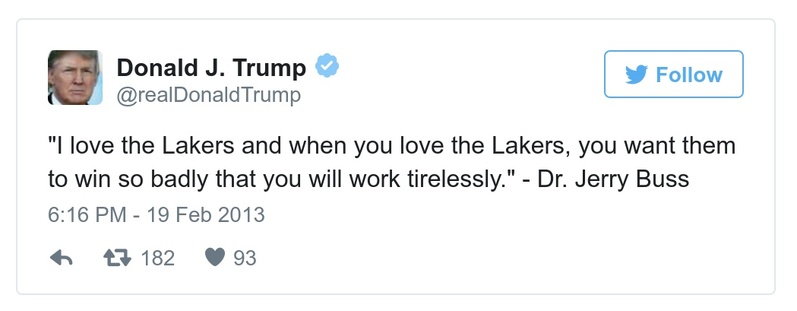 Donald J. Trump
@realDonaldTrump
Follow
"I love the Lakers and when you love the Lakers, you want them
to win so badly that you will work tirelessly." - Dr. Jerry Buss
6:16 PM - 19 Feb 2013
182 93